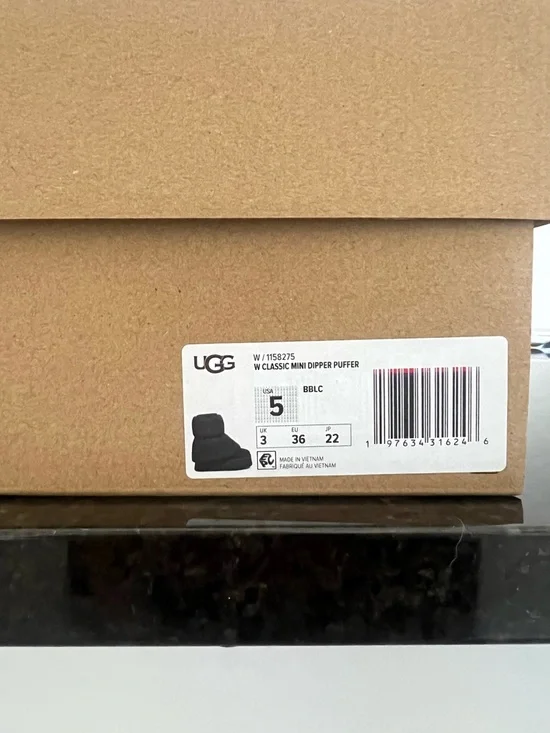 UGG
W / 1158275
W CLASSIC MINI DIPPER PUFFER
USA
5
BBLC
UK EU JP
3 36 22
MADE IN VIETNAM
FABRIQUÉ AU VIETNAM
1 97634 31624 6